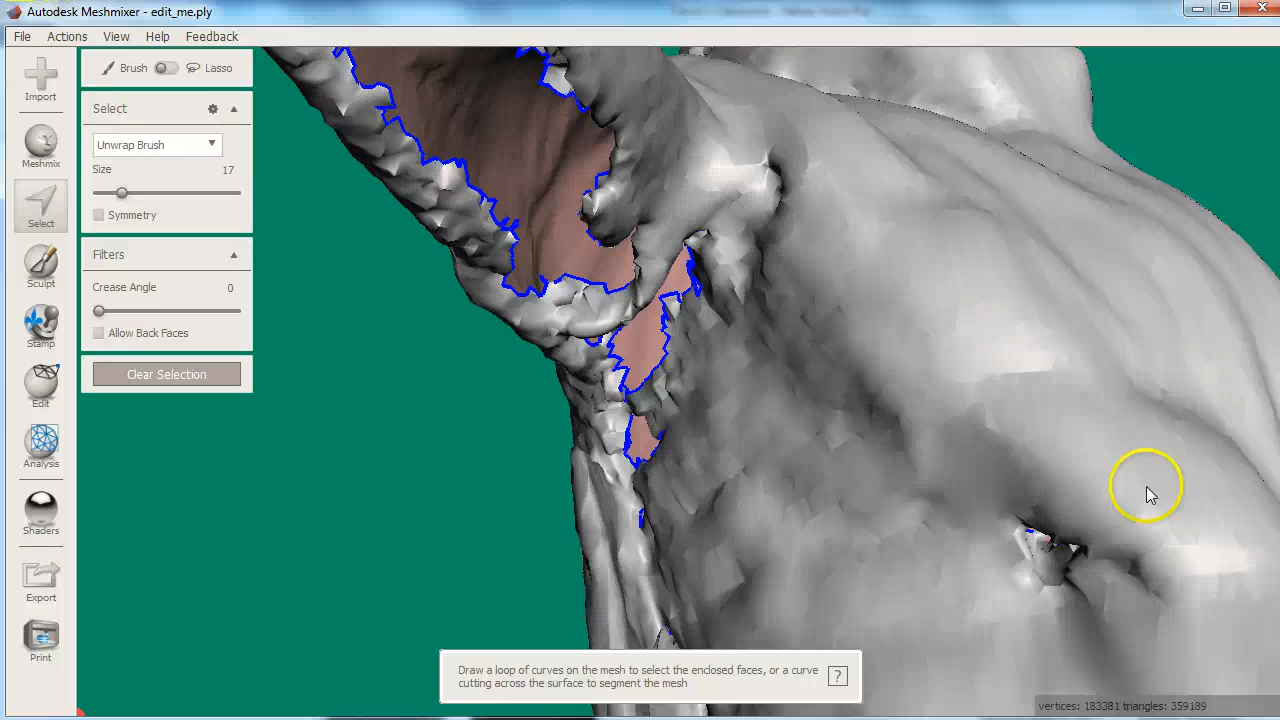 Autodesk Meshmixer - edit_me.ply
File Actions View Help Feedback
Import
Meshmix
Select
Sculpt
Stamp
Edit
Analysis
Shaders
Export
Print
Brush Lasso
Select
Unwrap Brush
Size 17
Symmetry
Filters
Crease Angle 0
Allow Back Faces
Clear Selection
Draw a loop of curves on the mesh to select the enclosed faces, or a curve
cutting across the surface to segment the mesh
?
vertices: 183381 triangles: 359189